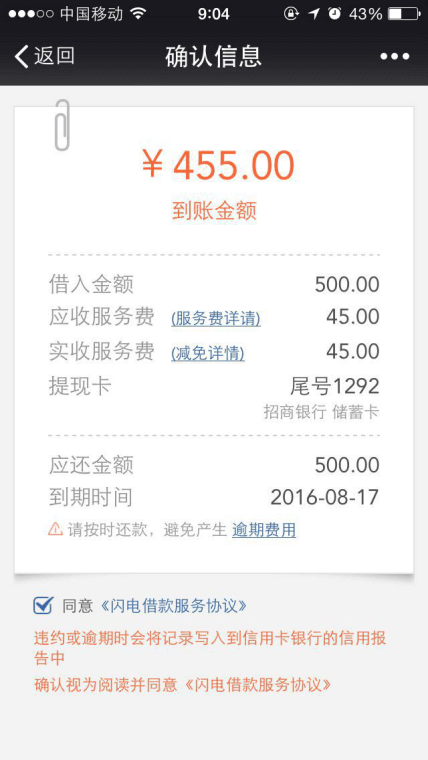 中国移动 9:04 43%
返回 确认信息
¥ 455.00
到账金额
借入金额 500.00
应收服务费 (服务费详请) 45.00
实收服务费 (减免详情) 45.00
提现卡 尾号1292
招商银行 储蓄卡
应还金额 500.00
到期时间 2016-08-17
请按时还款，避免产生 逾期费用
同意《闪电借款服务协议》
违约或逾期时会将记录写入到信用卡银行的信用报
告中
确认视为阅读并同意《闪电借款服务协议》